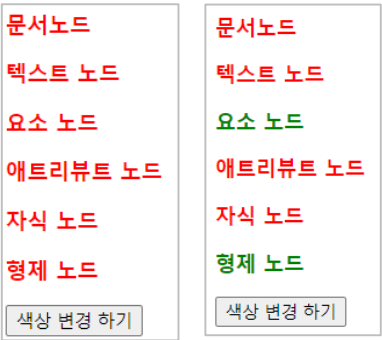 문서노드
텍스트 노드
요소 노드
애트리뷰트 노드
자식 노드
형제 노드
색상 변경 하기
문서노드
텍스트 노드
요소 노드
애트리뷰트 노드
자식 노드
형제 노드
색상 변경 하기